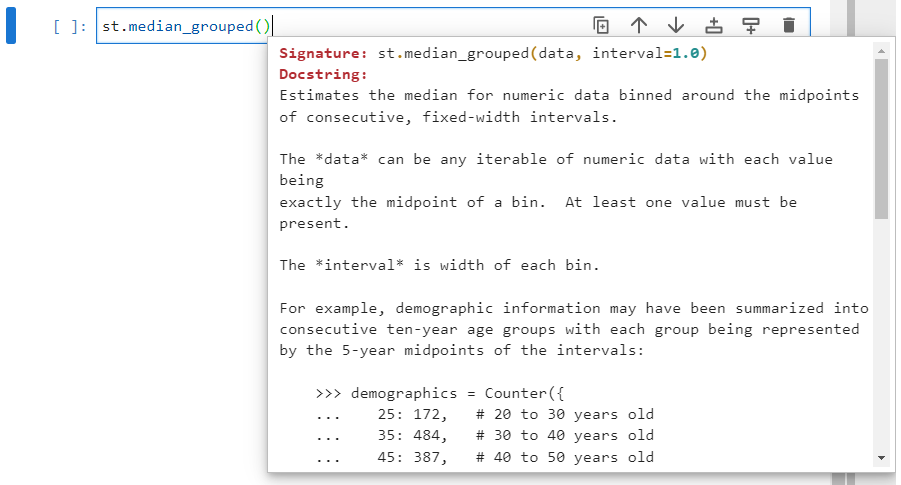 [ ]: st.median_grouped()
Signature: st.median_grouped(data, interval=1.0)
Docstring:
Estimates the median for numeric data binned around the midpoints
of consecutive, fixed-width intervals.
The *data* can be any iterable of numeric data with each value
being
exactly the midpoint of a bin.  At least one value must be
present.
The *interval* is width of each bin.
For example, demographic information may have been summarized into
consecutive ten-year age groups with each group being represented
by the 5-year midpoints of the intervals:
>>> demographics = Counter({
...    25: 172,   # 20 to 30 years old
...    35: 484,   # 30 to 40 years old
...    45: 387,   # 40 to 50 years old